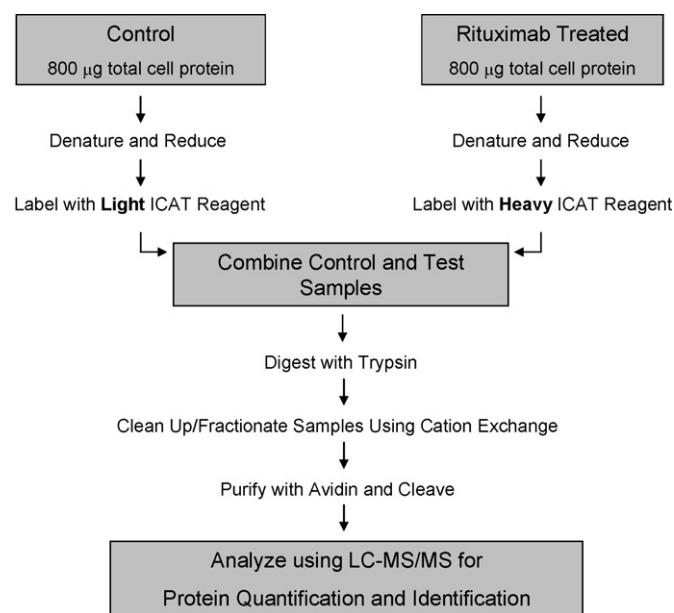 Control
800 μg total cell protein
Rituximab Treated
800 μg total cell protein
Denature and Reduce
Denature and Reduce
Label with Light ICAT Reagent
Label with Heavy ICAT Reagent
Combine Control and Test
Samples
Digest with Trypsin
Clean Up/Fractionate Samples Using Cation Exchange
Purify with Avidin and Cleave
Analyze using LC-MS/MS for
Protein Quantification and Identification